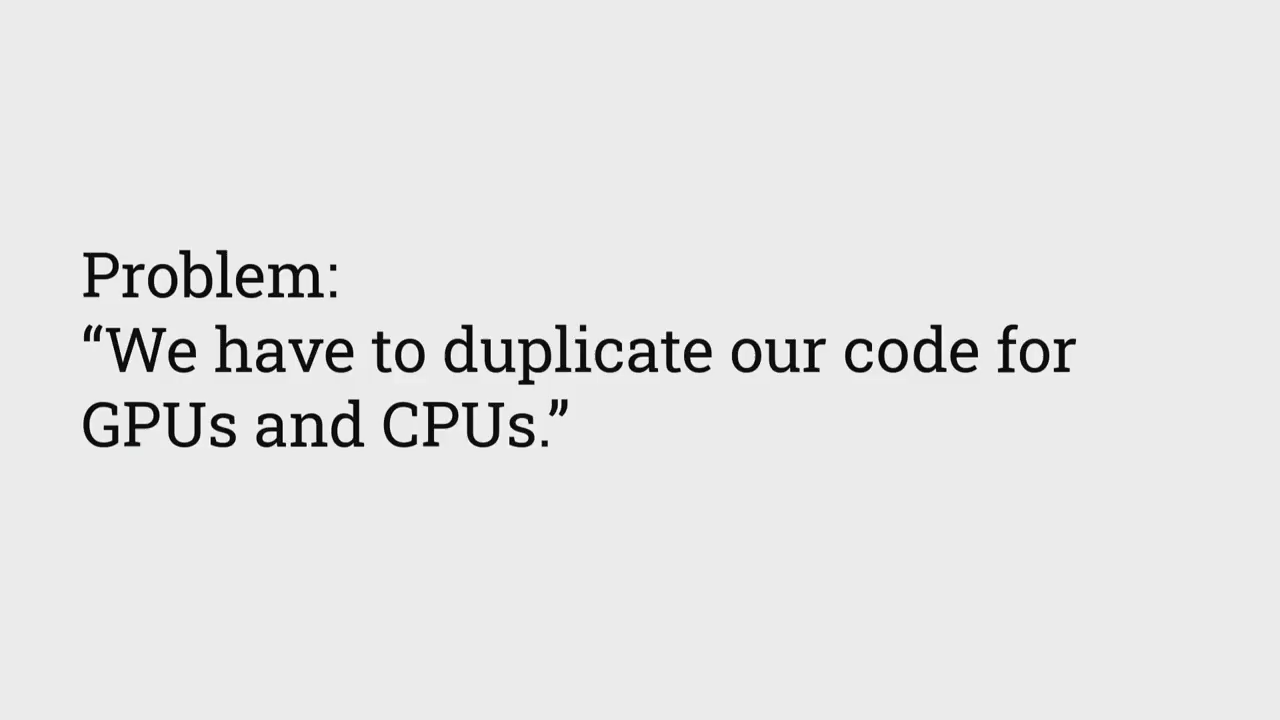 Problem:
“We have to duplicate our code for
GPUs and CPUs.”